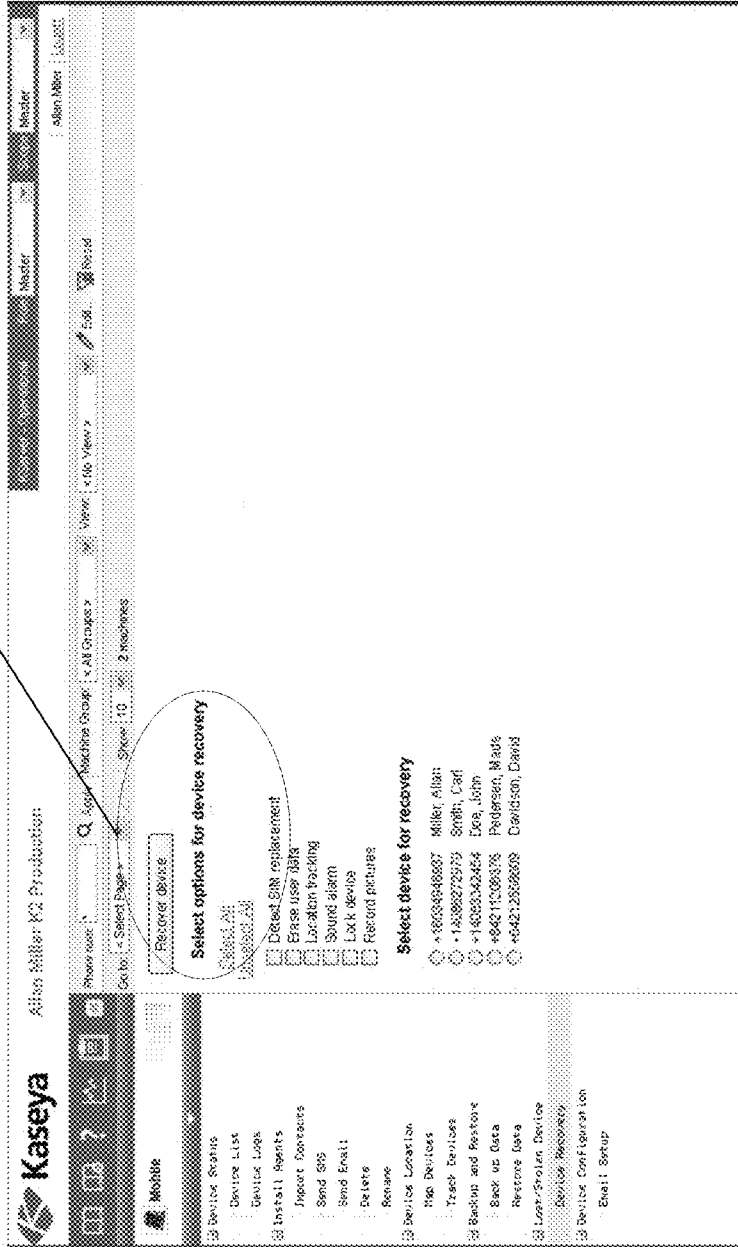 Kaseya
Allan Miller K2 Production
Master
Master
Allan Miller Logout
Machine Group: < All Groups >
View: < No View >
Edit...
Reset
Go to: < Select Page >
Show 10
2 machines
Mobile
Device Status
Device List
Device Logs
Install Agents
Import Contacts
Send SMS
Send Email
Delete
Rename
Device Location
Map Devices
Track Devices
Backup and Restore
Back up Data
Restore Data
Lost/Stolen Device
Device Recovery
Device Configuration
Email Setup
Recover device
Select options for device recovery
Select All
Unselect All
Detect SIM replacement
Erase user data
Location tracking
Sound alarm
Lock device
Record pictures
Select device for recovery
Miller, Allan
Smith, Carl
Doe, John
Pedersen, Mads
Davidson, David